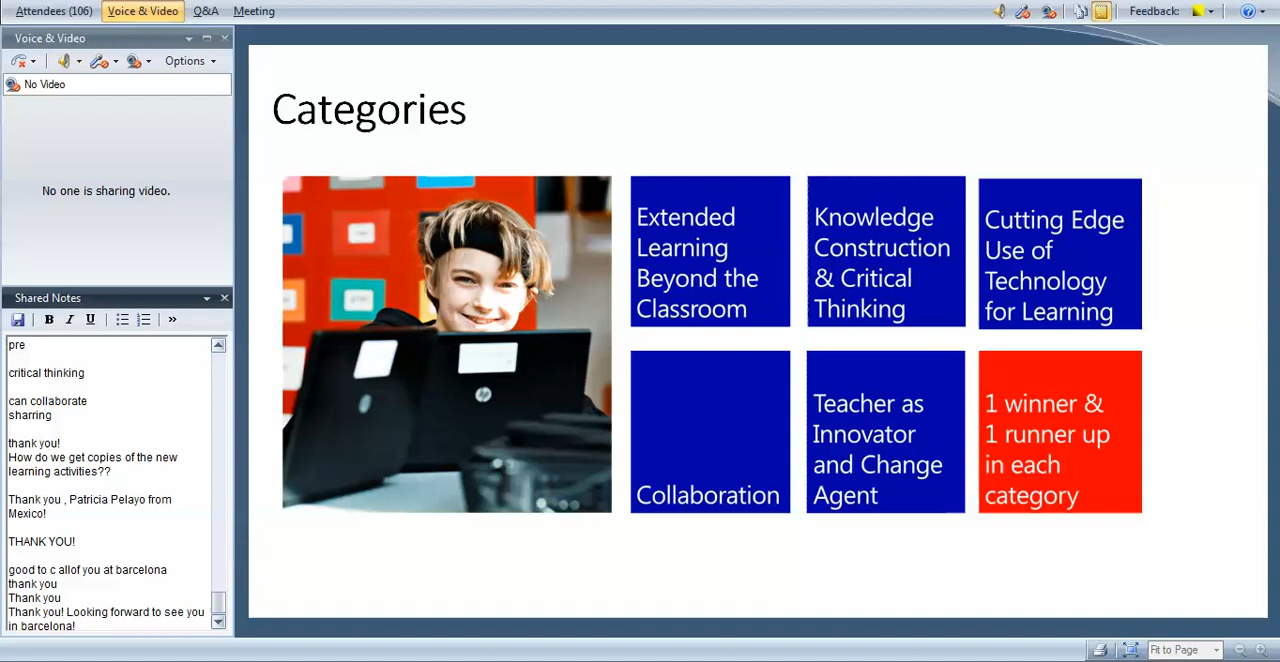 Attendees (106) Voice & Video Q&A Meeting Feedback:
Voice & Video
Options
No Video
No one is sharing video.
Shared Notes
B I U »
pre
critical thinking
can collaborate
sharring
thank you!
How do we get copies of the new
learning activities??
Thank you , Patricia Pelayo from
Mexico!
THANK YOU!
good to c allof you at barcelona
thank you
Thank you
Thank you! Looking forward to see you
in barcelona!
Categories
Extended
Learning
Beyond the
Classroom
Knowledge
Construction
& Critical
Thinking
Cutting Edge
Use of
Technology
for Learning
Collaboration
Teacher as
Innovator
and Change
Agent
1 winner &
1 runner up
in each
category
Fit to Page